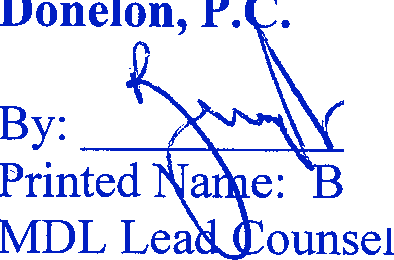 Donelon, P.C.
By:
Printed Name: B
MDL Lead Counsel